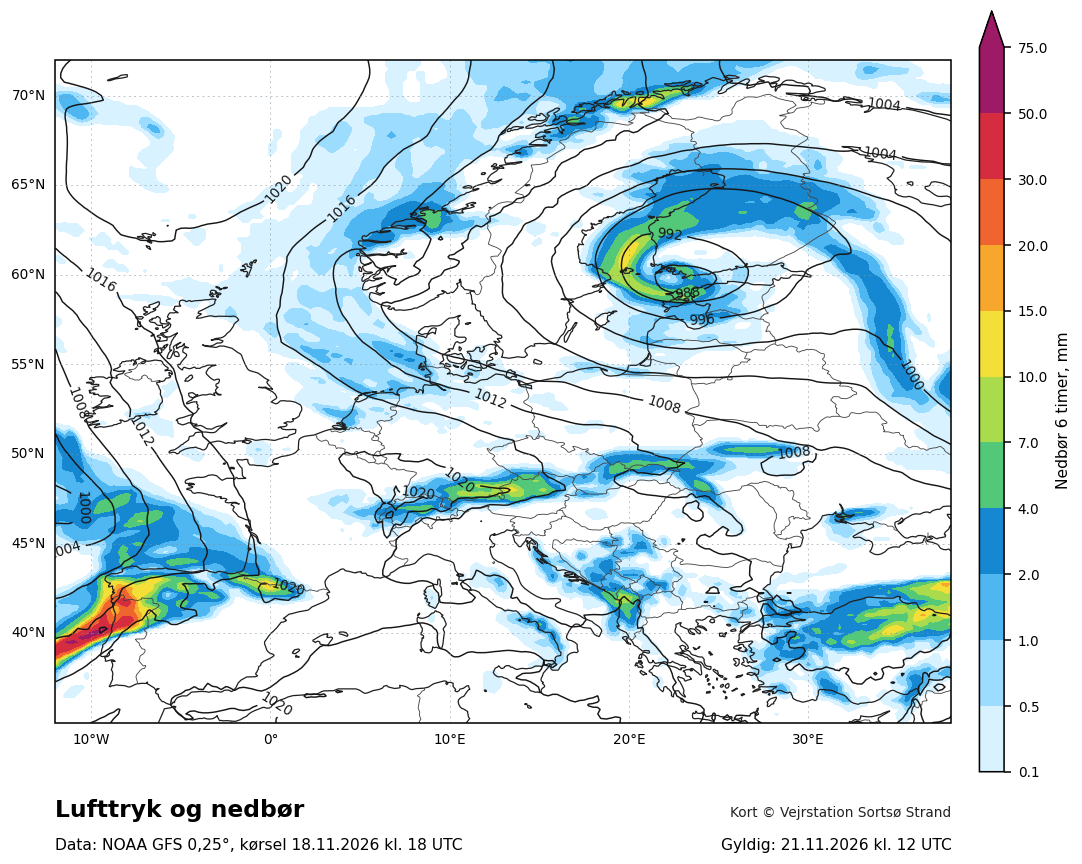 75.0
70°N
1004
50.0
1004
65°N
1020
30.0
1016
992
20.0
60°N
1016
988
15.0
996
55°N
1000
10.0
1008
1012
1008
1012
7.0
50°N
1008
1020
1020
1000
4.0
45°N
1004
2.0
1020
40°N
1.0
0.5
1020
10°W
0°
10°E
20°E
30°E
0.1
Nedbør 6 timer, mm
Lufttryk og nedbør
Kort © Vejrstation Sortsø Strand
Data: NOAA GFS 0,25°, kørsel 18.11.2026 kl. 18 UTC
Gyldig: 21.11.2026 kl. 12 UTC